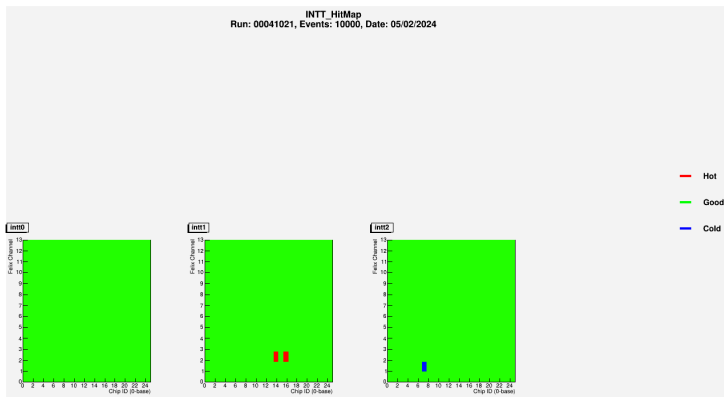 INTT_HitMap
Run: 00041021, Events: 10000, Date: 05/02/2024
Hot
Good
Cold
intt0
Felix Channel
13
12
11
10
9
8
7
6
5
4
3
2
1
0
0 2 4 6 8 10 12 14 16 18 20 22 24
Chip ID (0-base)
intt1
Felix Channel
13
12
11
10
9
8
7
6
5
4
3
2
1
0
0 2 4 6 8 10 12 14 16 18 20 22 24
Chip ID (0-base)
intt2
Felix Channel
13
12
11
10
9
8
7
6
5
4
3
2
1
0
0 2 4 6 8 10 12 14 16 18 20 22 24
Chip ID (0-base)